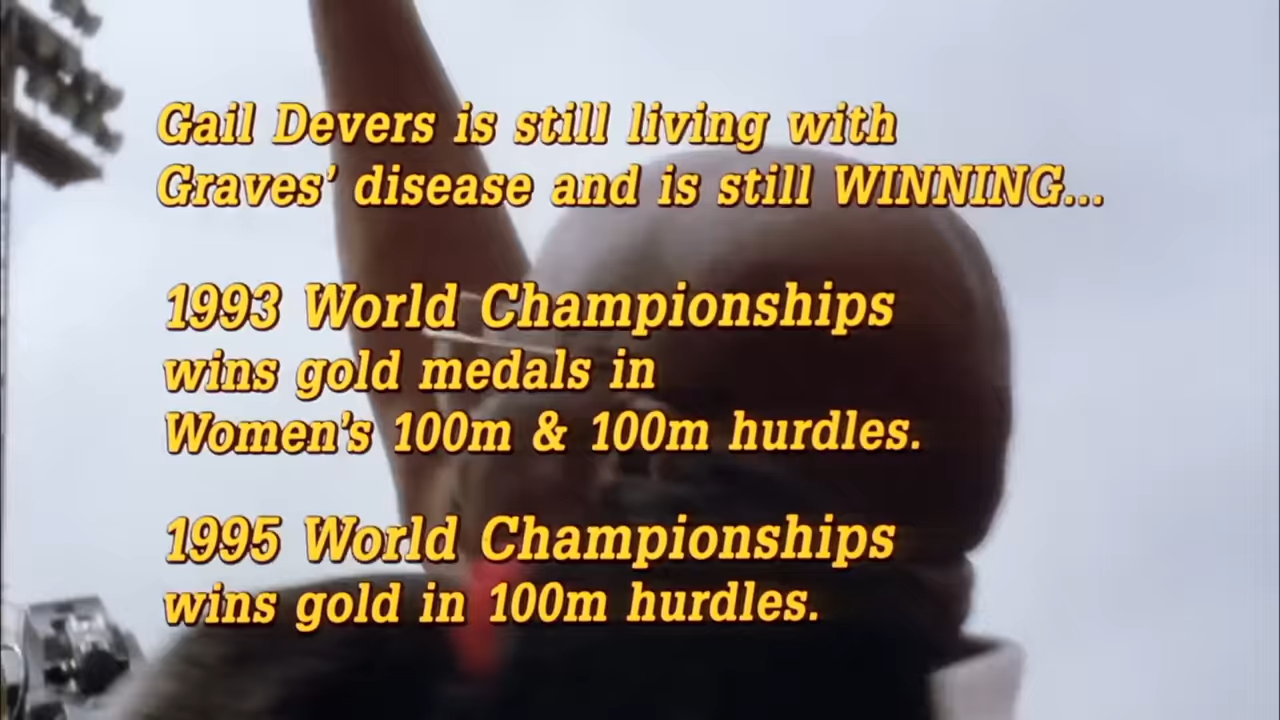 Gail Devers is still living with
Graves’ disease and is still WINNING...
1993 World Championships
wins gold medals in
Women's 100m & 100m hurdles.
1995 World Championships
wins gold in 100m hurdles.